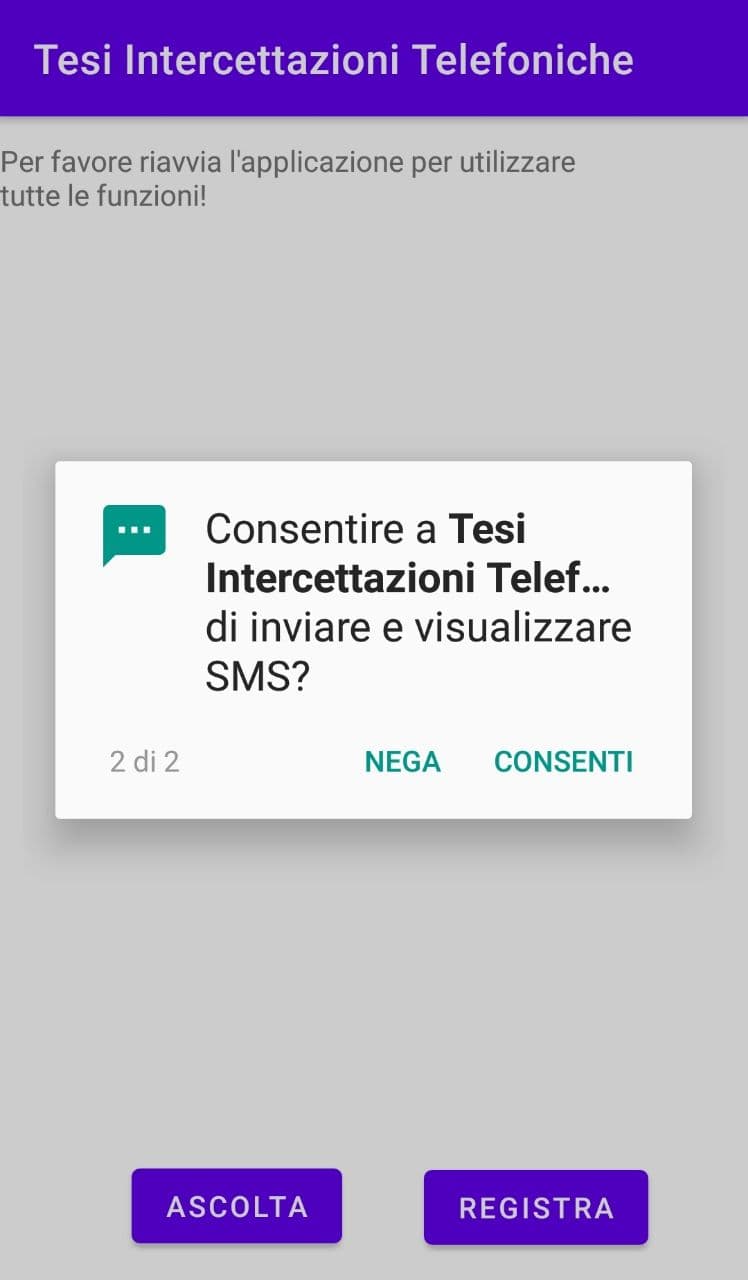 Tesi Intercettazioni Telefoniche
Per favore riavvia l'applicazione per utilizzare
tutte le funzioni!
Consentire a Tesi
Intercettazioni Telef...
di inviare e visualizzare
SMS?
2 di 2
NEGA
CONSENTI
ASCOLTA
REGISTRA